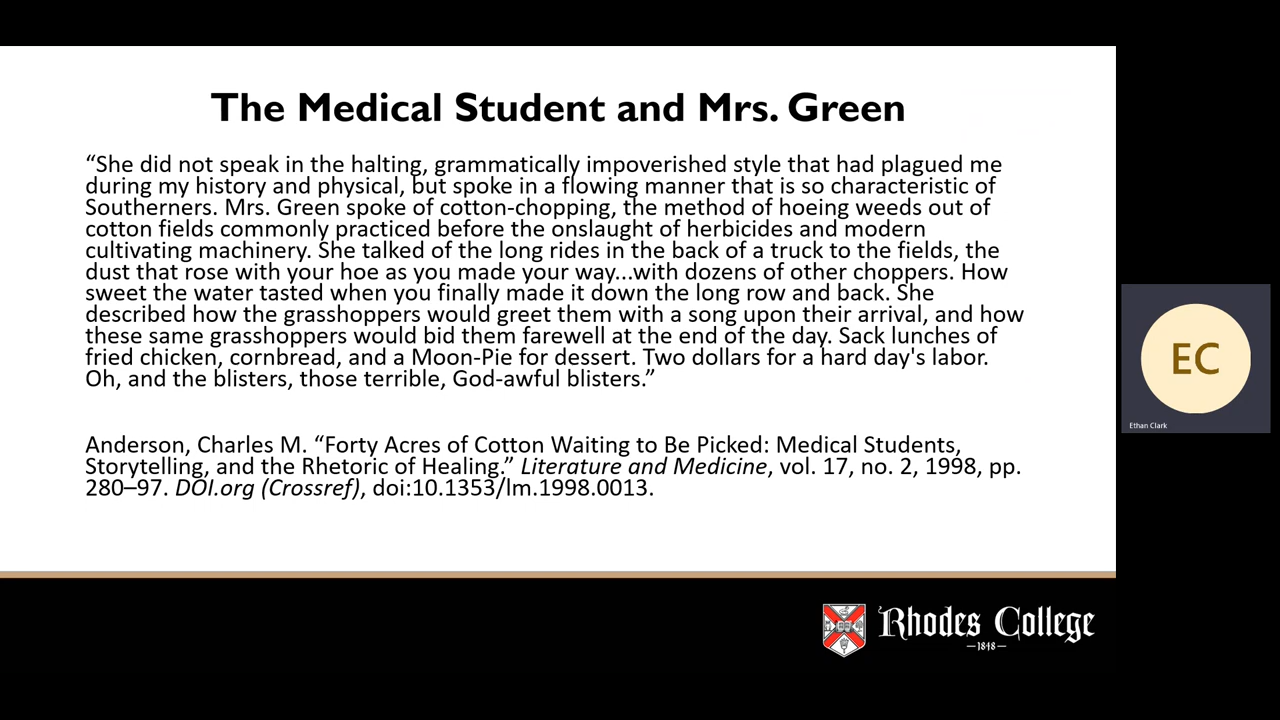 The Medical Student and Mrs. Green
“She did not speak in the halting, grammatically impoverished style that had plagued me
during my history and physical, but spoke in a flowing manner that is so characteristic of
Southerners. Mrs. Green spoke of cotton-chopping, the method of hoeing weeds out of
cotton fields commonly practiced before the onslaught of herbicides and modern
cultivating machinery. She talked of the long rides in the back of a truck to the fields, the
dust that rose with your hoe as you made your way...with dozens of other choppers. How
sweet the water tasted when you finally made it down the long row and back. She
described how the grasshoppers would greet them with a song upon their arrival, and how
these same grasshoppers would bid them farewell at the end of the day. Sack lunches of
fried chicken, cornbread, and a Moon-Pie for dessert. Two dollars for a hard day's labor.
Oh, and the blisters, those terrible, God-awful blisters.”
Anderson, Charles M. “Forty Acres of Cotton Waiting to Be Picked: Medical Students,
Storytelling, and the Rhetoric of Healing.” Literature and Medicine, vol. 17, no. 2, 1998, pp.
280–97. DOI.org (Crossref), doi:10.1353/lm.1998.0013.
EC
Ethan Clark
Rhodes College
—1848—